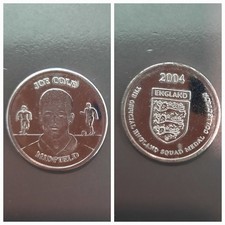 JOE COLE
MIDFIELD
2004
ENGLAND
THE OFFICIAL ENGLAND SQUAD MEDAL COLLECTION